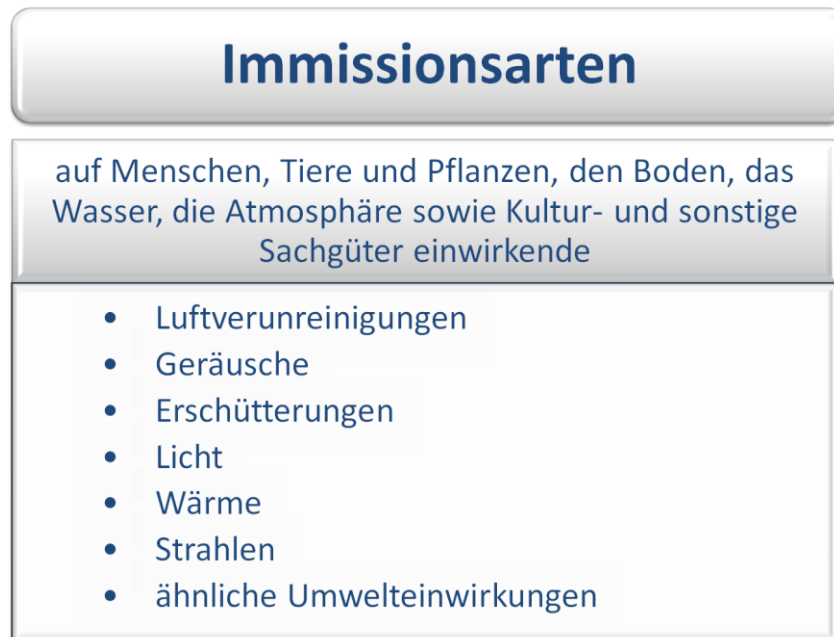 Immissionsarten
auf Menschen, Tiere und Pflanzen, den Boden, das
Wasser, die Atmosphäre sowie Kultur- und sonstige
Sachgüter einwirkende
• Luftverunreinigungen
• Geräusche
• Erschütterungen
• Licht
• Wärme
• Strahlen
• ähnliche Umwelteinwirkungen